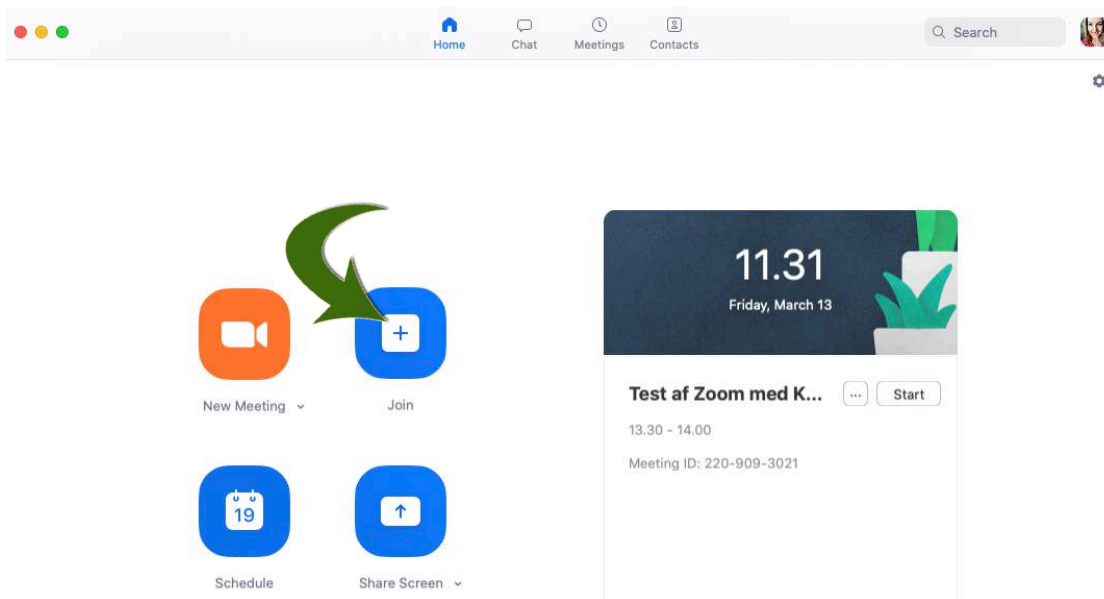 Home
Chat
Meetings
Contacts
Search
11.31
Friday, March 13
New Meeting
Join
Test af Zoom med K... ... Start
13.30 - 14.00
Meeting ID: 220-909-3021
19
Schedule
Share Screen